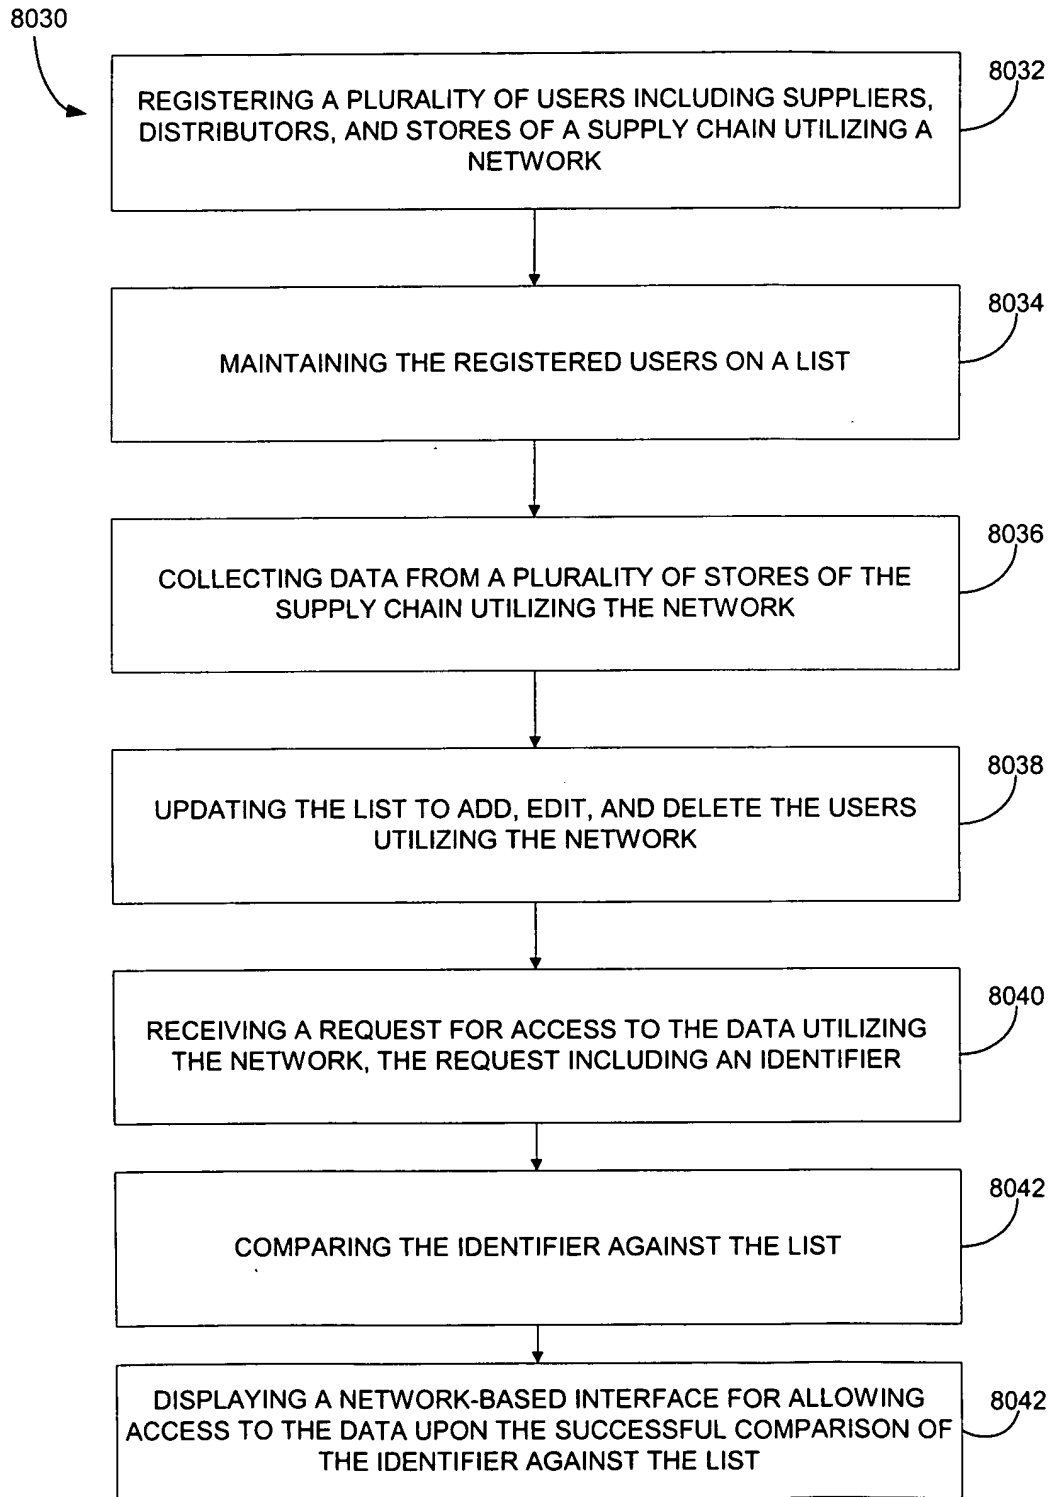 8030
8032
REGISTERING A PLURALITY OF USERS INCLUDING SUPPLIERS,
DISTRIBUTORS, AND STORES OF A SUPPLY CHAIN UTILIZING A
NETWORK
8034
MAINTAINING THE REGISTERED USERS ON A LIST
8036
COLLECTING DATA FROM A PLURALITY OF STORES OF THE
SUPPLY CHAIN UTILIZING THE NETWORK
8038
UPDATING THE LIST TO ADD, EDIT, AND DELETE THE USERS
UTILIZING THE NETWORK
8040
RECEIVING A REQUEST FOR ACCESS TO THE DATA UTILIZING
THE NETWORK, THE REQUEST INCLUDING AN IDENTIFIER
8042
COMPARING THE IDENTIFIER AGAINST THE LIST
8042
DISPLAYING A NETWORK-BASED INTERFACE FOR ALLOWING
ACCESS TO THE DATA UPON THE SUCCESSFUL COMPARISON OF
THE IDENTIFIER AGAINST THE LIST